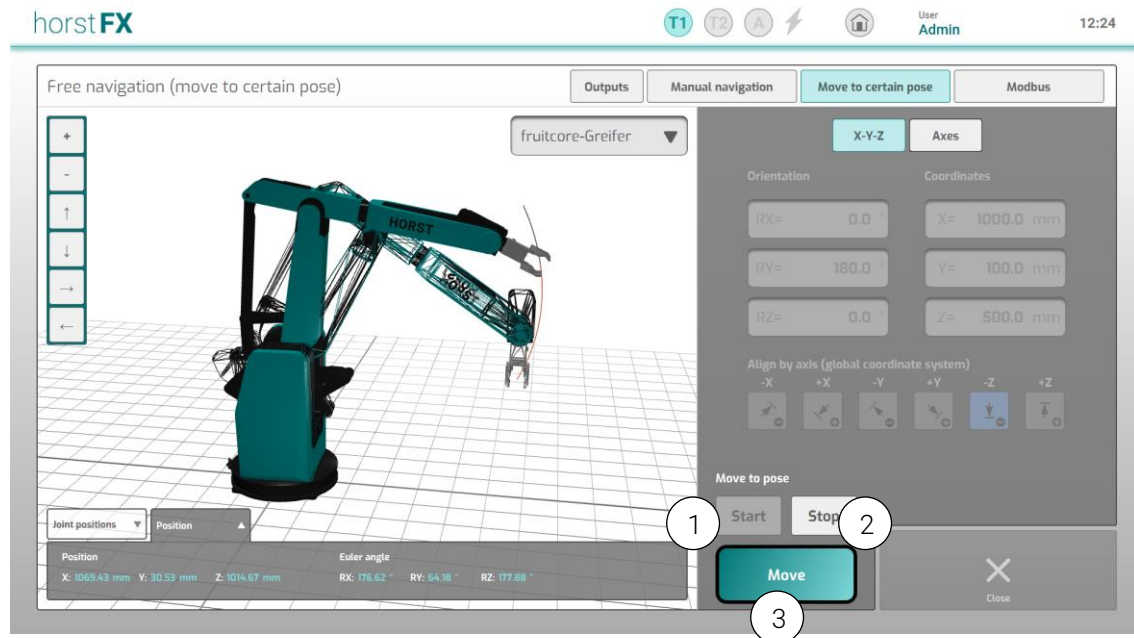 horstFX
T1 T2 A
User
Admin
12:24
Free navigation (move to certain pose)
Outputs
Manual navigation
Move to certain pose
Modbus
+
-
↑
↓
→
←
fruitcore-Greifer
HORST
HORST
X-Y-Z
Axes
Orientation
Coordinates
RX= 0.0 °
X= 1000.0 mm
RY= 180.0 °
Y= 100.0 mm
RZ= 0.0 °
Z= 500.0 mm
Align by axis (global coordinate system)
-X +X -Y +Y -Z +Z
Move to pose
1
Start
Stop
2
Move
3
Close
Joint positions
Position
Position
Euler angle
X: 1069.43 mm Y: 30.53 mm Z: 1014.67 mm
RX: 176.62 ° RY: 64.18 ° RZ: 177.88 °